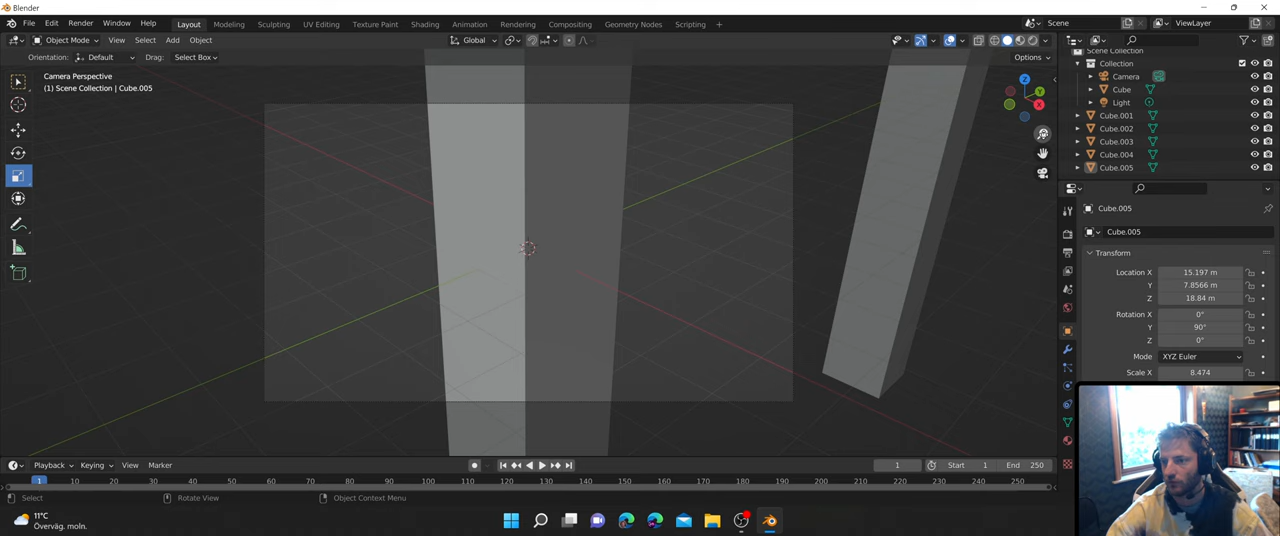 Blender
File Edit Render Window Help Layout Modeling Sculpting UV Editing Texture Paint Shading Animation Rendering Compositing Geometry Nodes Scripting + Scene ViewLayer
Object Mode View Select Add Object Global
Orientation: Default Drag: Select Box Options
Camera Perspective
(1) Scene Collection | Cube.005
Z
Y
X
Scene Collection
Collection
Camera
Cube
Light
Cube.001
Cube.002
Cube.003
Cube.004
Cube.005
Cube.005
Cube.005
Transform
Location X 15.197 m
Y 7.8566 m
Z 18.84 m
Rotation X 0°
Y 90°
Z 0°
Mode XYZ Euler
Scale X 8.474
Playback Keying View Marker 1 Start 1 End 250
1 10 20 30 40 50 60 70 80 90 100 110 120 130 140 150 160 170 180 190 200 210 220 230 240 250
Select Rotate View Object Context Menu
11°C
Överväg. moln.